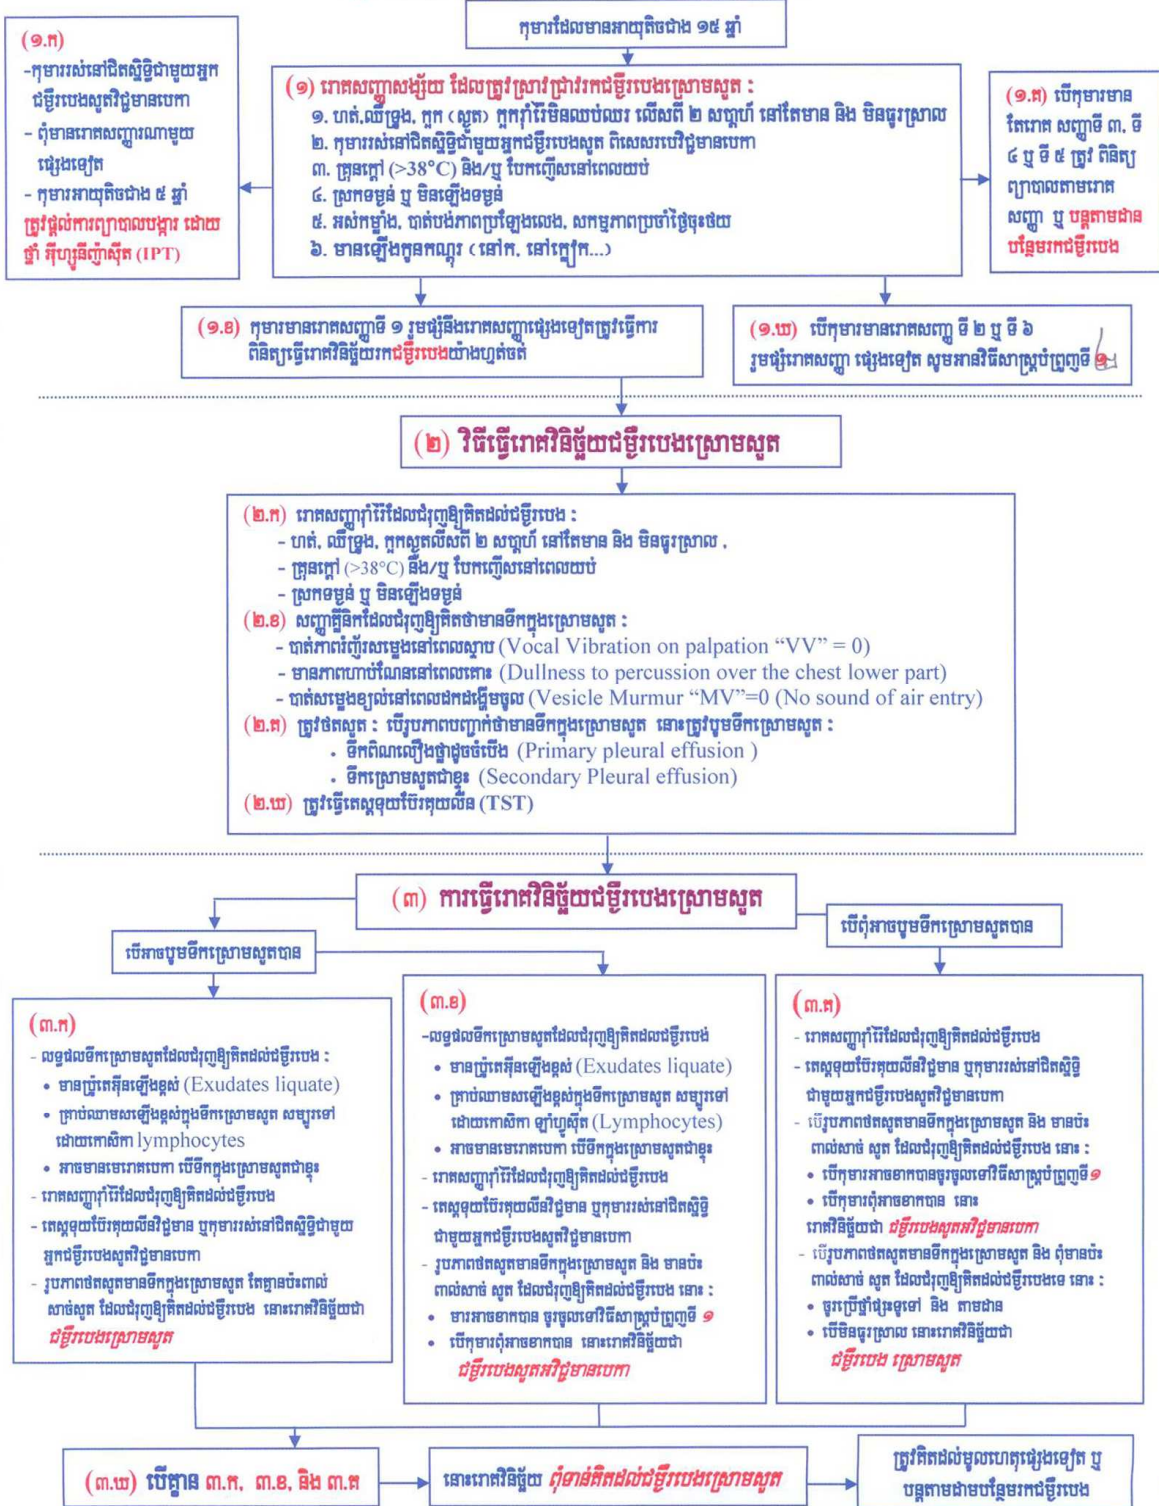 កុមារដែលមានអាយុតិចជាង ១៥ ឆ្នាំ
(១.ក)
-កុមាររស់នៅជិតស្និទ្ធិជាមួយអ្នក
ជម្ងឺរបេងសួតវិជ្ជមានបេកា
- ពុំមានរោគសញ្ញារណាមួយ
ផ្សេងទៀត
- កុមារអាយុតិចជាង ៥ ឆ្នាំ
ត្រូវផ្តល់ការព្យាបាលបង្ការ ដោយ
ថ្នាំ អ៊ីហ្សូនីញ៉ាស៊ីត (IPT)
(១) រោគសញ្ញាសង្ស័យ ដែលត្រូវស្រាវជ្រាវរកជម្ងឺរបេងស្រោមសួត :
១. ហត់,ឈឺទ្រូង, ក្អក (ស្ងួត) ក្អករ៉ាំរ៉ៃមិនឈប់ឈរ លើសពី ២ សប្តាហ៍ នៅតែមាន និង មិនធូរស្រាល
២. កុមាររស់នៅជិតស្និទ្ធិជាមួយអ្នកជម្ងឺរបេងសួត ពិសេសរបេវិជ្ជមានបេកា
៣. គ្រុនក្តៅ (>38°C) និង/ឬ បែកញើសនៅពេលយប់
៤. ស្រកទម្ងន់ ឬ មិនឡើងទម្ងន់
៥. អស់កម្លាំង, បាត់បង់ភាពប្រឡែងលេង, សកម្មភាពប្រចាំថ្ងៃចុះថយ
៦. មានឡើងកូនកណ្តុរ (នៅក, នៅក្លៀក...)
(១.គ) បើកុមារមាន
តែរោគ សញ្ញាទី ៣, ទី
៤ ឬ ទី ៥ ត្រូវ ពិនិត្យ
ព្យាបាលតាមរោគ
សញ្ញា ឬ បន្តតាមដាន
បន្ថែមរកជម្ងឺរបេង
(១.ខ) កុមារមានរោគសញ្ញាទី ១ រួមផ្សំនឹងរោគសញ្ញាផ្សេងទៀតត្រូវធ្វើការ
ពិនិត្យធ្វើរោគវិនិច្ឆ័យរកជម្ងឺរបេងយ៉ាងហ្មត់ចត់
(១.ឃ) បើកុមារមានរោគសញ្ញា ទី ២ ឬ ទី ៦
រួមផ្សំរោគសញ្ញា ផ្សេងទៀត សូមអានវិធីសាស្ត្របំព្រួញទី
(២) វិធីធ្វើរោគវិនិច្ឆ័យជម្ងឺរបេងស្រោមសួត
(២.ក) រោគសញ្ញារ៉ាំរ៉ៃដែលជំរុញឱ្យគិតដល់ជម្ងឺរបេង :
- ហត់, ឈឺទ្រូង, ក្អកស្ងួតលើសពី ២ សប្តាហ៍ នៅតែមាន និង មិនធូរស្រាល ,
- គ្រុនក្តៅ (>38°C) នឹង/ឬ បែកញើសនៅពេលយប់
- ស្រកទម្ងន់ ឬ មិនឡើងទម្ងន់
(២.ខ) សញ្ញាគ្លីនិកដែលជំរុញឱ្យគិតថាមានទឹកក្នុងស្រោមសួត :
- បាត់ភាពរំញ័រសម្លេងនៅពេលស្ទាប (Vocal Vibration on palpation “VV” = 0)
- មានភាពហាប់ណែននៅពេលគោះ (Dullness to percussion over the chest lower part)
- បាត់សម្លេងខ្យល់នៅពេលដកដង្ហើមចូល (Vesicle Murmur “MV”=0 (No sound of air entry)
(២.គ) ត្រូវថតសួត : បើរូបភាពបញ្ជាក់ថាមានទឹកក្នុងស្រោមសួត នោះត្រូវបូមទឹកស្រោមសួត :
• ទឹកពិណលឿងថ្លាដូចចំបើង (Primary pleural effusion )
• ទឹកស្រោមសួតជាខ្ទុះ (Secondary Pleural effusion)
(២.ឃ) ត្រូវធ្វើតេស្តទុយប៊ែរគុយលីន (TST)
(៣) ការធ្វើរោគវិនិច្ឆ័យជម្ងឺរបេងស្រោមសួត
បើអាចបូមទឹកស្រោមសួតបាន
បើពុំអាចបូមទឹកស្រោមសួតបាន
(៣.ក)
- លទ្ធផលទឹកស្រោមសួតដែលជំរុញឱ្យគិតដល់ជម្ងឺរបេង :
• មានប្រ៉ូតេអ៊ីនឡើងខ្ពស់ (Exudates liquate)
• គ្រាប់ឈាមសឡើងខ្ពស់ក្នុងទឹកស្រោមសួត សម្បូរទៅ
ដោយកោសិកា lymphocytes
• អាចមានមេរោគបេកា បើទឹកក្នុងស្រោមសួតជាខ្ទុះ
- រោគសញ្ញារ៉ាំរ៉ៃដែលជំរុញឱ្យគិតដល់ជម្ងឺរបេង
- តេស្តទុយប៊ែរគុយលីនវិជ្ជមាន ឬកុមាររស់នៅជិតស្និទ្ធិជាមួយ
អ្នកជម្ងឺរបេងសួតវិជ្ជមានបេកា
- រូបភាពថតសួតមានទឹកក្នុងស្រោមសួត តែគ្មានប៉ះពាល់
សាច់សួត ដែលជំរុញឱ្យគិតដល់ជម្ងឺរបេង នោះរោគវិនិច្ឆ័យជា
ជម្ងឺរបេងស្រោមសួត
(៣.ខ)
-លទ្ធផលទឹកស្រោមសួតដែលជំរុញឱ្យគិតដលជម្ងឺរបេង់
• មានប្រ៉ូតេអ៊ីនឡើងខ្ពស់ (Exudates liquate)
• គ្រាប់ឈាមសឡើងខ្ពស់ក្នុងទឹកស្រោមសួត សម្បូរទៅ
ដោយកោសិកា ឡាំហ្វូស៊ីត (Lymphocytes)
• អាចមានមេរោគបេកា បើទឹកក្នុងស្រោមសួតជាខ្ទុះ
- រោគសញ្ញារ៉ាំរ៉ៃដែលជំរុញឱ្យគិតដល់ជម្ងឺរបេង
- តេស្តទុយប៊ែរគុយលីនវិជ្ជមាន ឬកុមាររស់នៅជិតស្និទ្ធិ
ជាមួយអ្នកជម្ងឺរបេងសួតវិជ្ជមានបេកា
- រូបភាពថតសួតមានទឹកក្នុងស្រោមសួត និង មានប៉ះ
ពាល់សាច់ សួត ដែលជំរុញឱ្យគិតដល់ជម្ងឺរបេង នោះ :
• មារអាចខាកបាន ចូរចូលទៅវិធីសាស្ត្របំព្រួញទី ១
• បើកុមារពុំអាចខាកបាន នោះរោគវិនិច្ឆ័យជា
ជម្ងឺរបេងសួតអវិជ្ជមានបេកា
(៣.គ)
- រោគសញ្ញារ៉ាំរ៉ៃដែលជំរុញឱ្យគិតដល់ជម្ងឺរបេង
- តេស្តទុយប៊ែរគុយលីនវិជ្ជមាន ឬកុមាររស់នៅជិតស្និទ្ធិ
ជាមួយអ្នកជម្ងឺរបេងសួតវិជ្ជមានបេកា
- បើរូបភាពថតសួតមានទឹកក្នុងស្រោមសួត និង មានប៉ះ
ពាល់សាច់ សួត ដែលជំរុញឱ្យគិតដល់ជម្ងឺរបេង នោះ :
• បើកុមារអាចខាកបានចូរចូលទៅវិធីសាស្ត្របំព្រួញទី១
• បើកុមារពុំអាចខាកបាន នោះ
រោគវិនិច្ឆ័យជា ជម្ងឺរបេងសួតអវិជ្ជមានបេកា
- បើរូបភាពថតសួតមានទឹកក្នុងស្រោមសួត និង ពុំមានប៉ះ
ពាល់សាច់ សួត ដែលជំរុញឱ្យគិតដល់ជម្ងឺរបេងទេ នោះ :
• ចូរប្រើថ្នាំផ្សះទូទៅ និង តាមដាន
• បើមិនធូរស្រាល នោះរោគវិនិច្ឆ័យជា
ជម្ងឺរបេង ស្រោមសួត
(៣.ឃ) បើគ្មាន ៣.ក, ៣.ខ, និង ៣.គ
នោះរោគវិនិច្ឆ័យ ពុំទាន់គិតដល់ជម្ងឺរបេងស្រោមសួត
ត្រូវគិតដល់មូលហេតុផ្សេងទៀត ឬ
បន្តតាមដាមបន្ថែមរកជម្ងឺរបេង